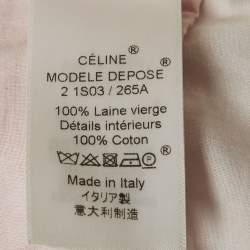 CÉLINE®
MODELE DEPOSE®
2 1S03 / 265A
100% Laine vierge
Détails intérieurs
100% Coton
Made in Italy
イタリア製
意大利制造